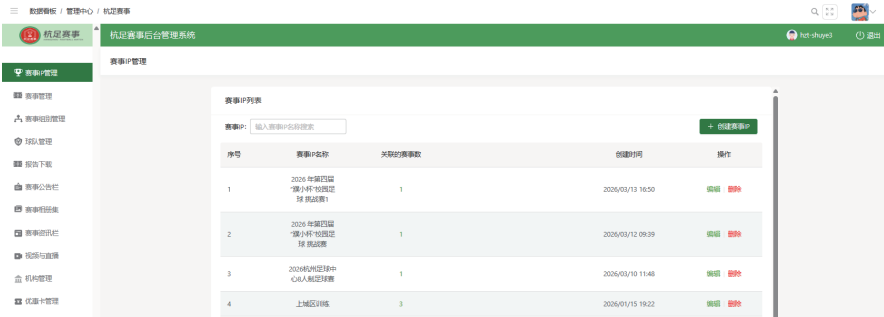 数据看板 / 管理中心 / 杭足赛事
杭足赛事
杭足赛事后台管理系统
hzt-shuye3
退出
赛事IP管理
赛事管理
赛事组别管理
球队管理
报告下载
赛事公告栏
赛事相册集
赛事资讯栏
视频与直播
机构管理
优惠卡管理
赛事IP管理
赛事IP列表
赛事IP: 输入赛事IP名称搜索
+ 创建赛事IP
序号 赛事IP名称 关联的赛事数 创建时间 操作
1 2026 年第四届“濮小杯”校园足球 挑战赛1 1 2026/03/13 16:50 编辑 删除
2 2026 年第四届“濮小杯”校园足球 挑战赛 1 2026/03/12 09:39 编辑 删除
3 2026杭州足球中心8人制足球赛 1 2026/03/10 11:48 编辑 删除
4 上城区训练 3 2026/01/15 19:22 编辑 删除